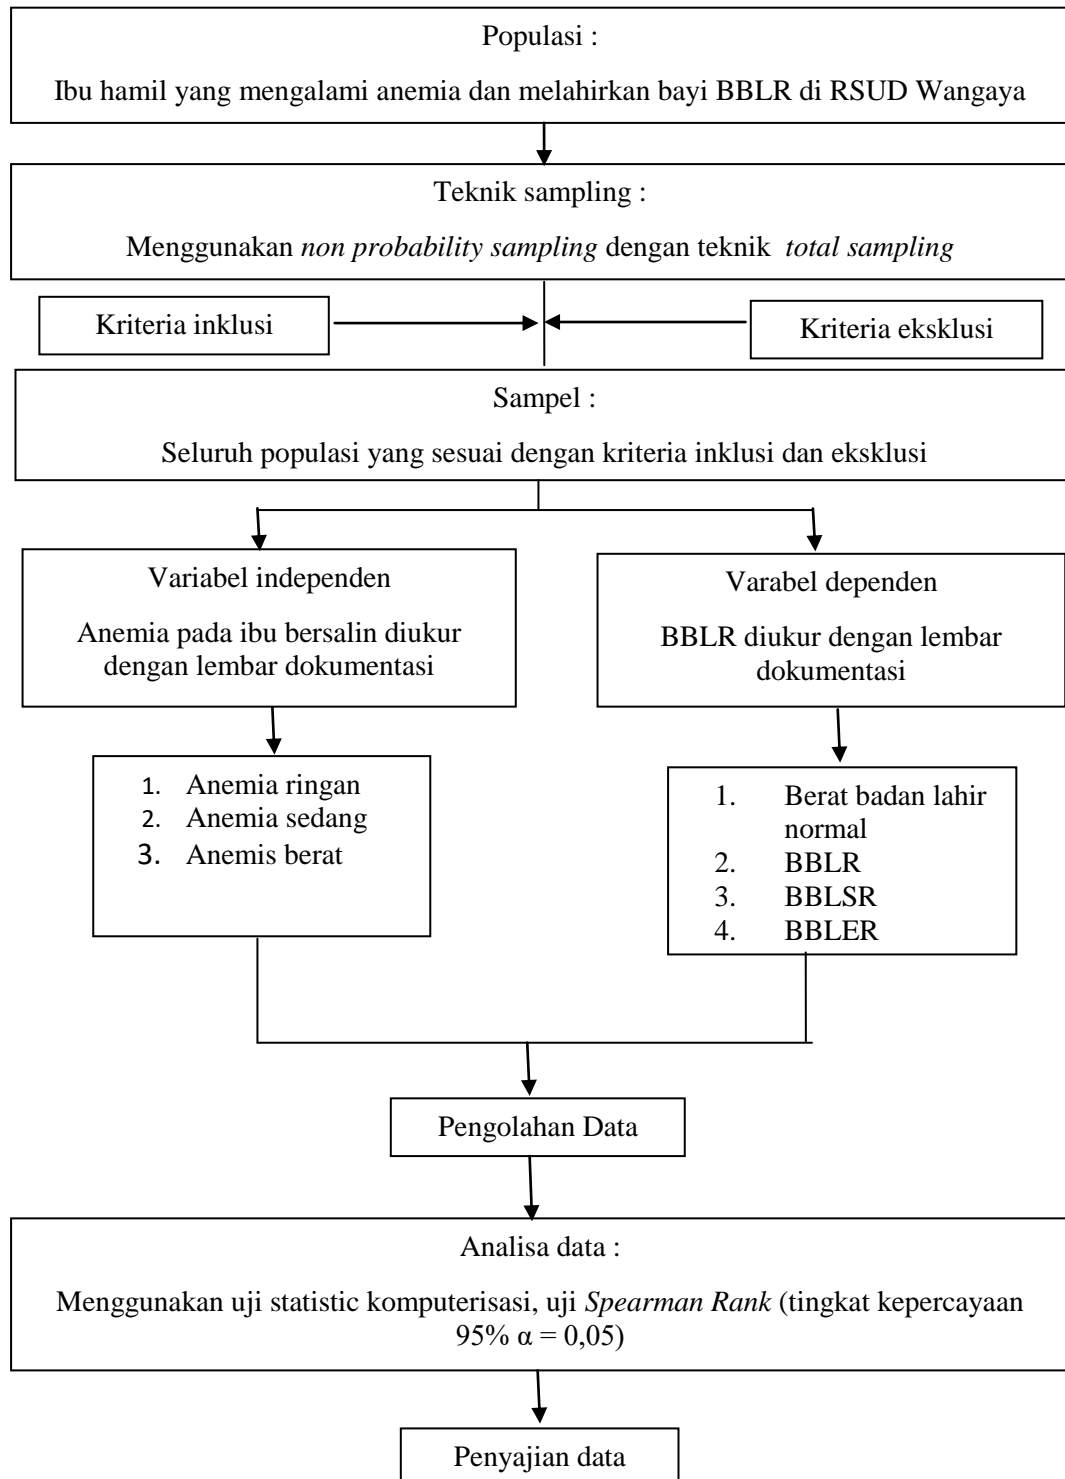 Populasi :
Ibu hamil yang mengalami anemia dan melahirkan bayi BBLR di RSUD Wangaya
Teknik sampling :
Menggunakan non probability sampling dengan teknik total sampling
Kriteria inklusi
Kriteria eksklusi
Sampel :
Seluruh populasi yang sesuai dengan kriteria inklusi dan eksklusi
Variabel independen
Anemia pada ibu bersalin diukur
dengan lembar dokumentasi
Varabel dependen
BBLR diukur dengan lembar
dokumentasi
1. Anemia ringan
2. Anemia sedang
3. Anemis berat
1. Berat badan lahir
normal
2. BBLR
3. BBLSR
4. BBLER
Pengolahan Data
Analisa data :
Menggunakan uji statistic komputerisasi, uji Spearman Rank (tingkat kepercayaan
95% α = 0,05)
Penyajian data